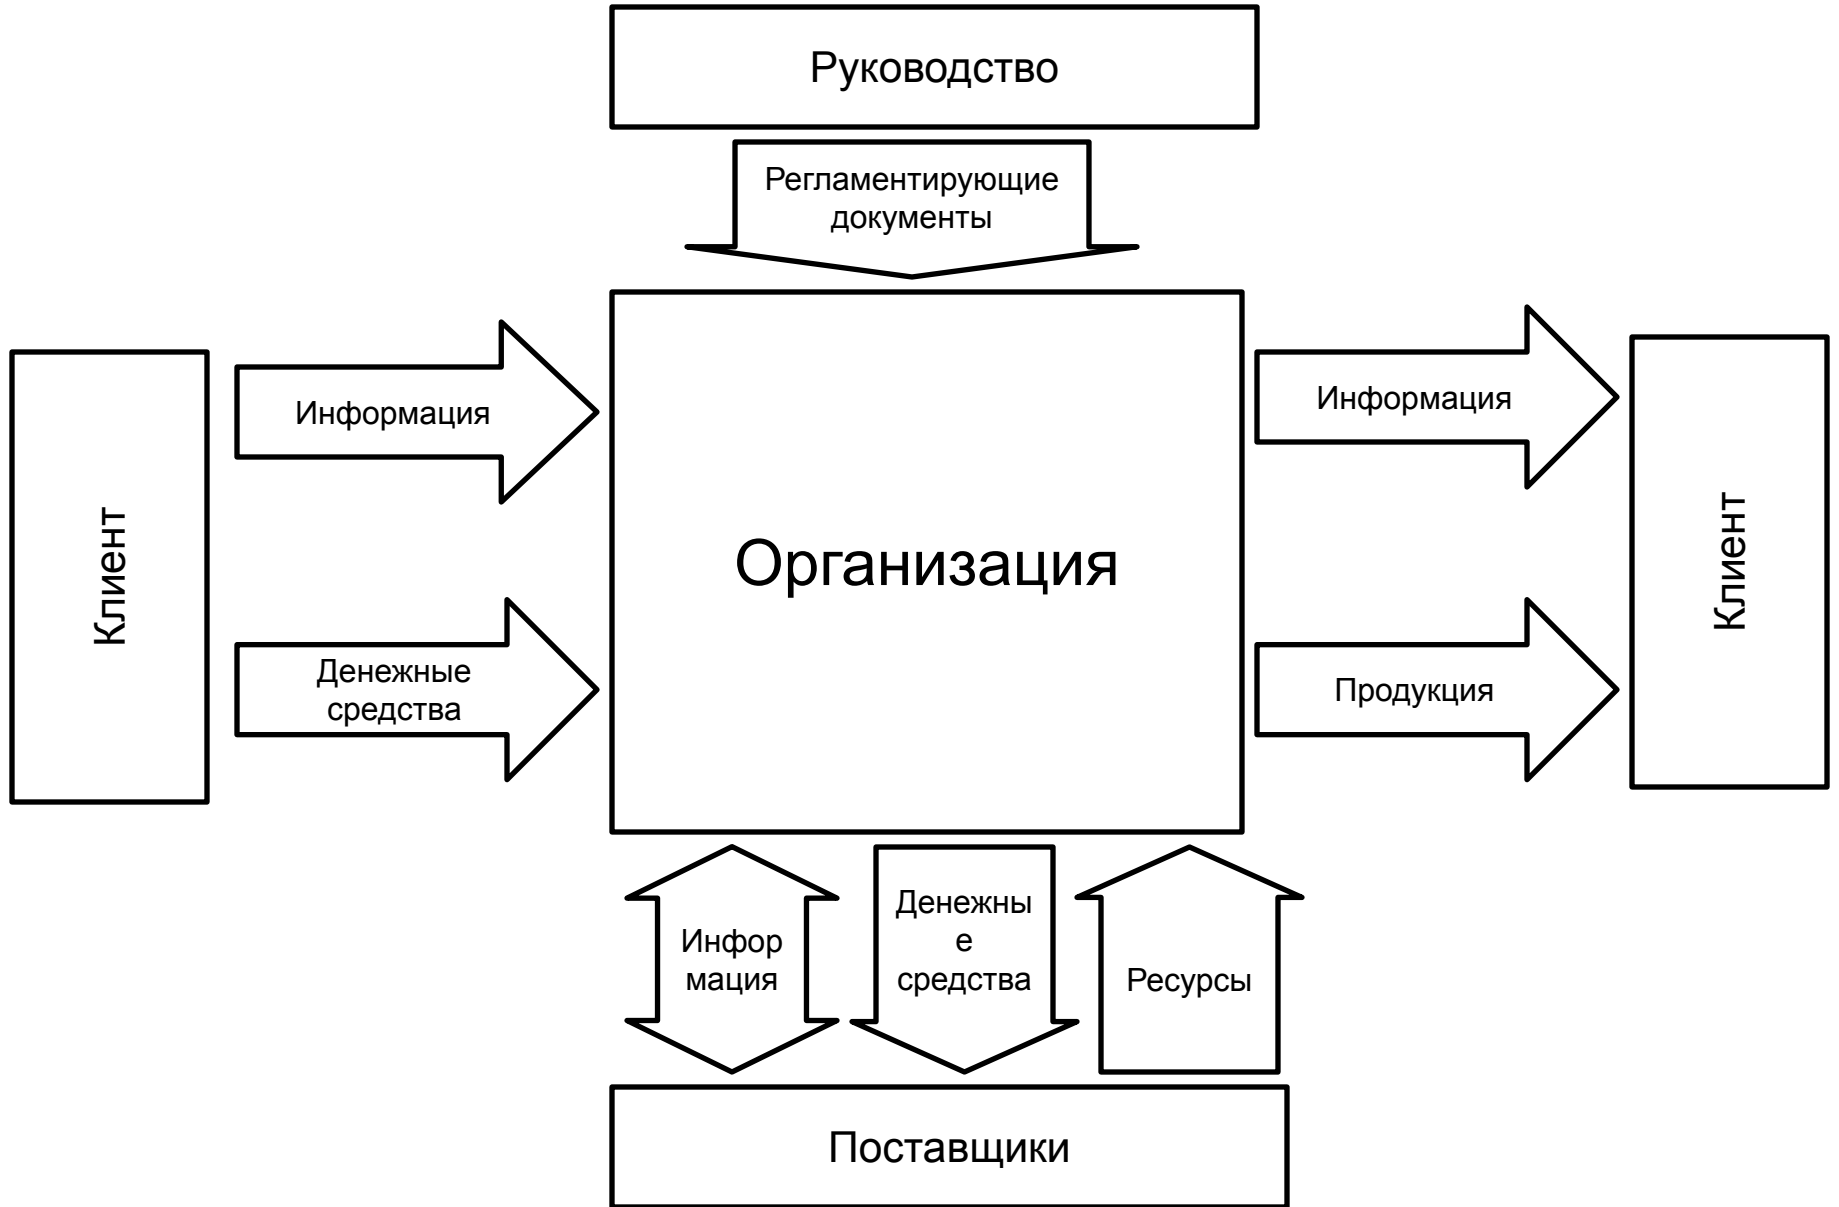 Руководство
Регламентирующие
документы
Информация
Информация
Клиент
Организация
Клиент
Денежные
средства
Продукция
Инфор
мация
Денежны
е
средства
Ресурсы
Поставщики